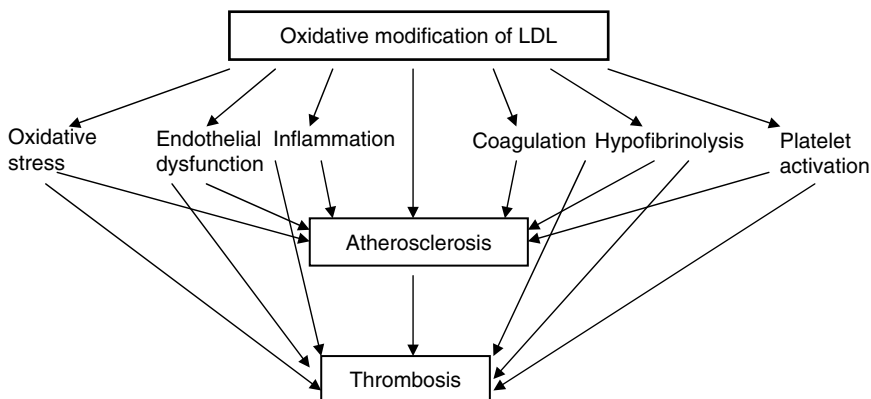 Oxidative modification of LDL
Oxidative
stress
Endothelial
dysfunction
Inflammation
Coagulation
Hypofibrinolysis
Platelet
activation
Atherosclerosis
Thrombosis